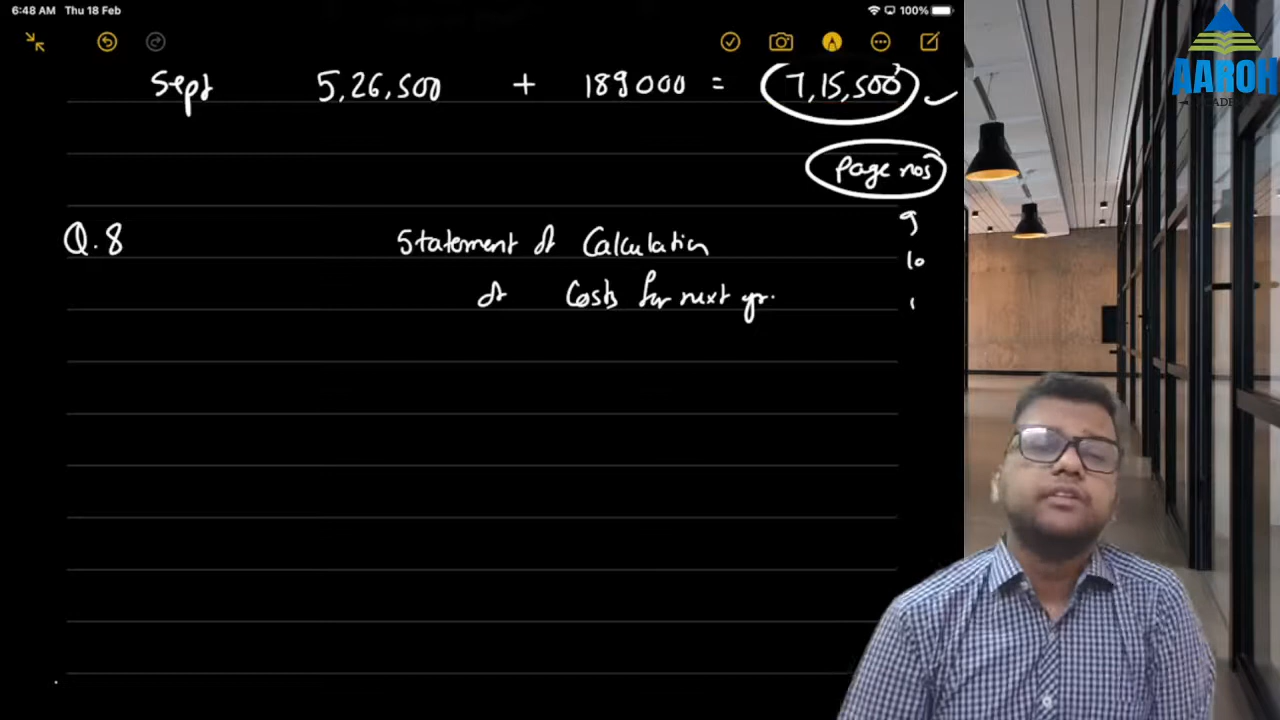 6:48 AM Thu 18 Feb
100%
AAROH
Sept 5,26,500 + 189000 = 7,15,500
Page nos
9
Q.8 Statement of Calculation
10
of Costs for next yr.